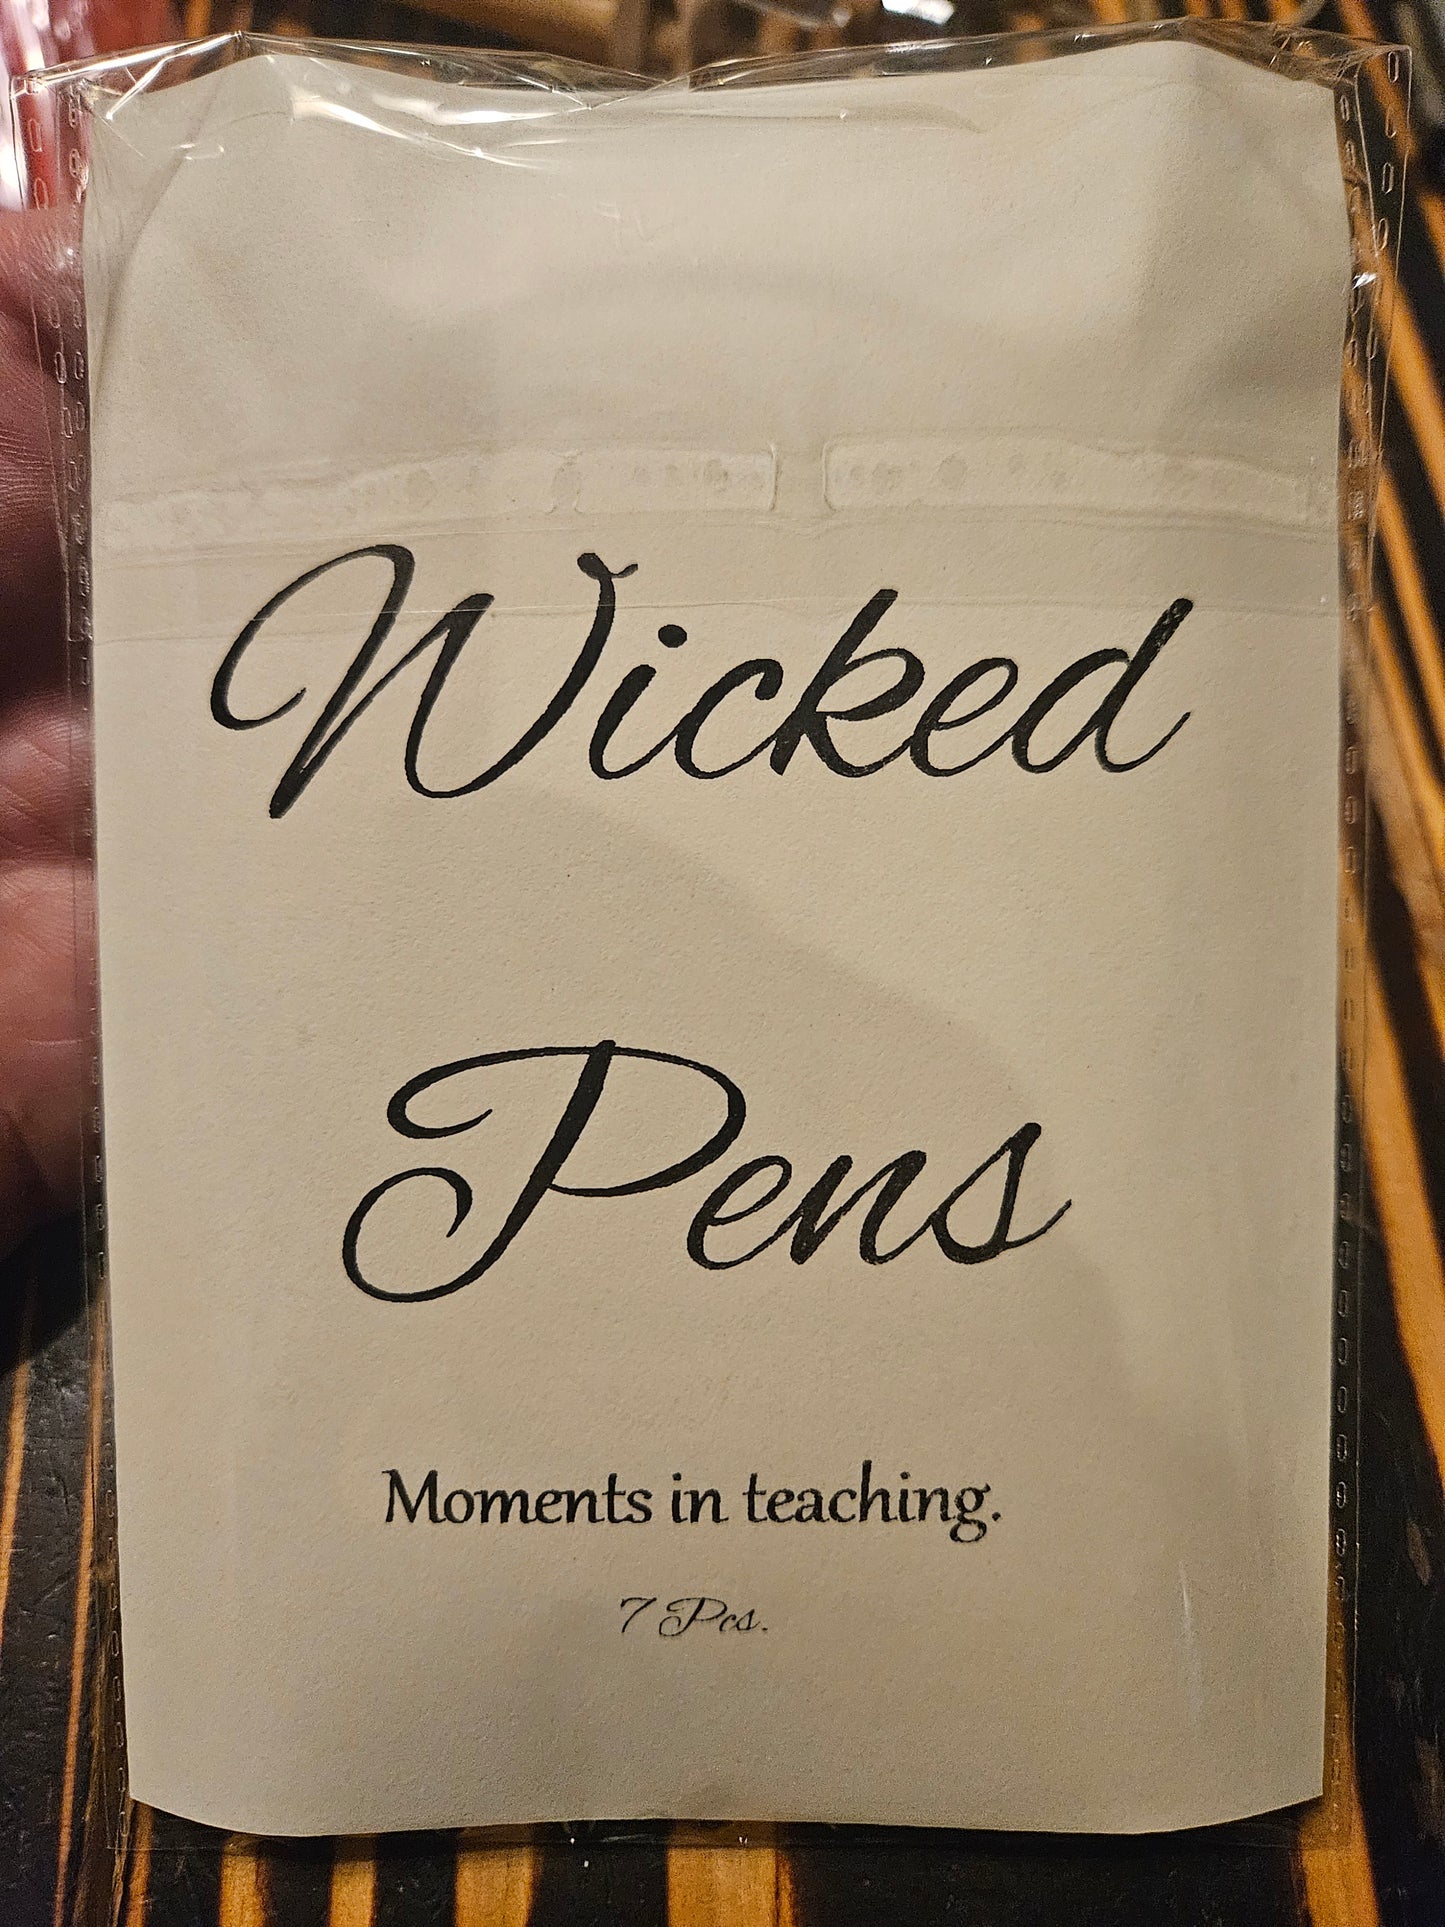 Wicked
Pens
Moments in teaching.
7 Pcs.